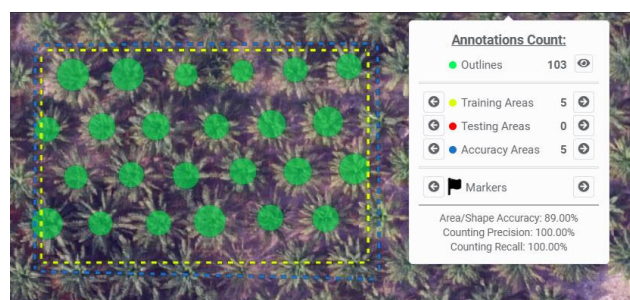 Annotations Count:
Outlines 103
Training Areas 5
Testing Areas 0
Accuracy Areas 5
Markers
Area/Shape Accuracy: 89.00%
Counting Precision: 100.00%
Counting Recall: 100.00%